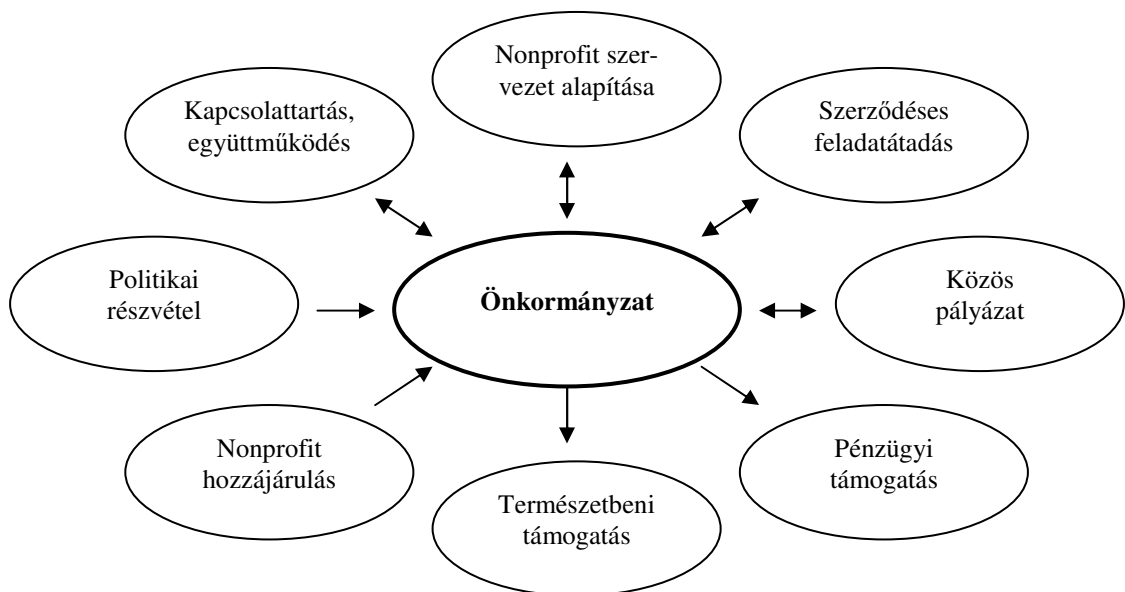 Nonprofit szer-
vezet alapítása
Kapcsolattartás,
együttműködés
Szerződéses
feladatátadás
Politikai
részvétel
Önkormányzat
Közös
pályázat
Nonprofit
hozzájárulás
Pénzügyi
támogatás
Természetbeni
támogatás